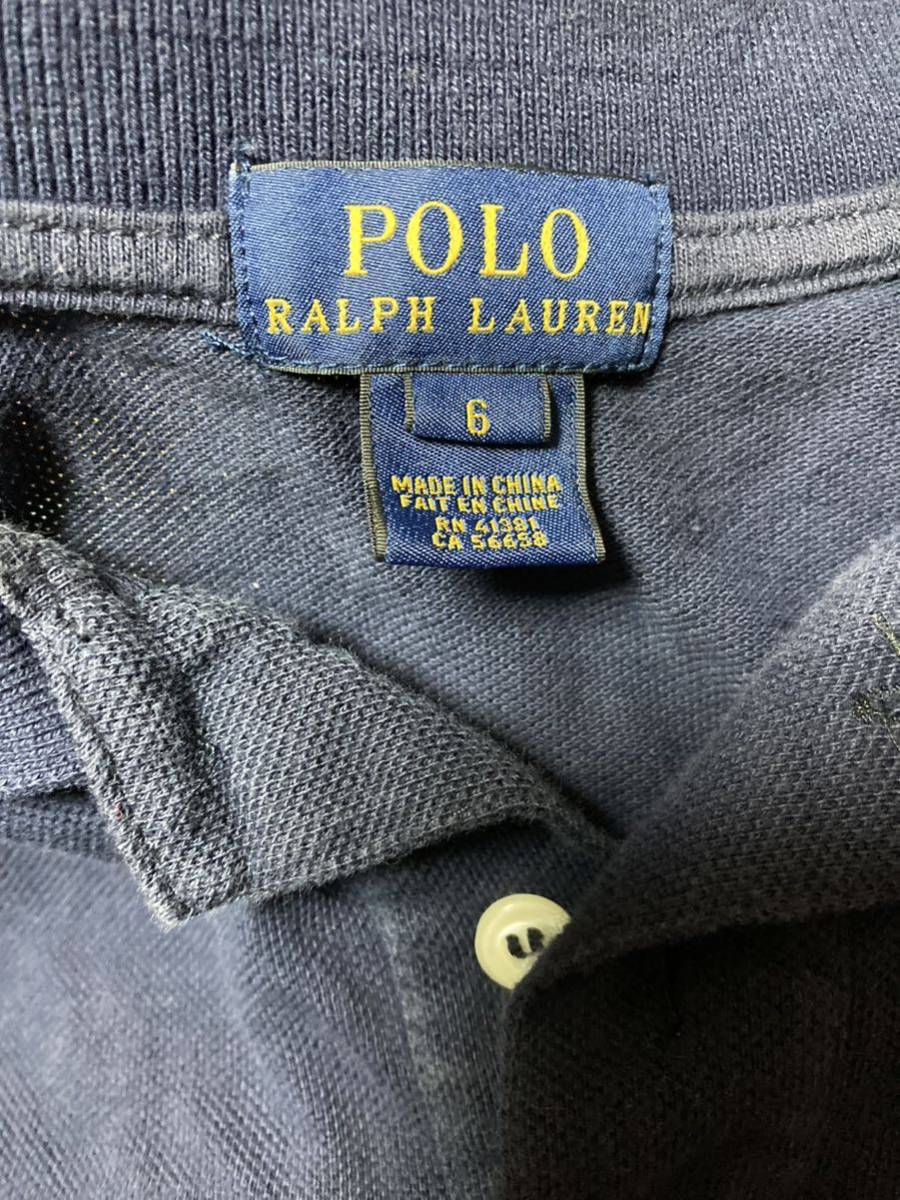 POLO
RALPH LAUREN
6
MADE IN CHINA
FAIT EN CHINE
RN 41381
CA 56658